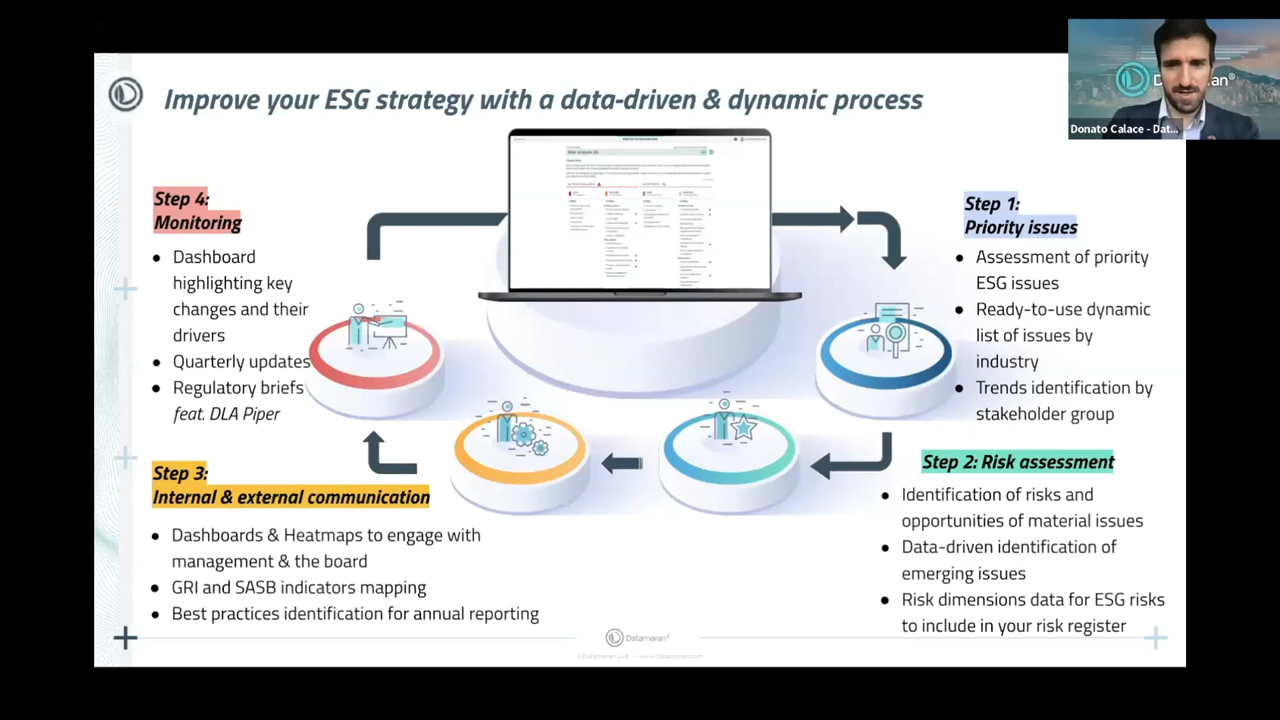 Improve your ESG strategy with a data-driven & dynamic process
Donato Calace - Dat...
Step 1:
Priority issues
Assessment of priority
ESG issues
Ready-to-use dynamic
list of issues by
industry
Trends identification by
stakeholder group
Step 2: Risk assessment
Identification of risks and
opportunities of material issues
Data-driven identification of
emerging issues
Risk dimensions data for ESG risks
to include in your risk register
Step 3:
Internal & external communication
Dashboards & Heatmaps to engage with
management & the board
GRI and SASB indicators mapping
Best practices identification for annual reporting
Step 4:
Monitoring
Dashboard
highlighting key
changes and their
drivers
Quarterly updates
Regulatory briefs
feat. DLA Piper
Datamaran®